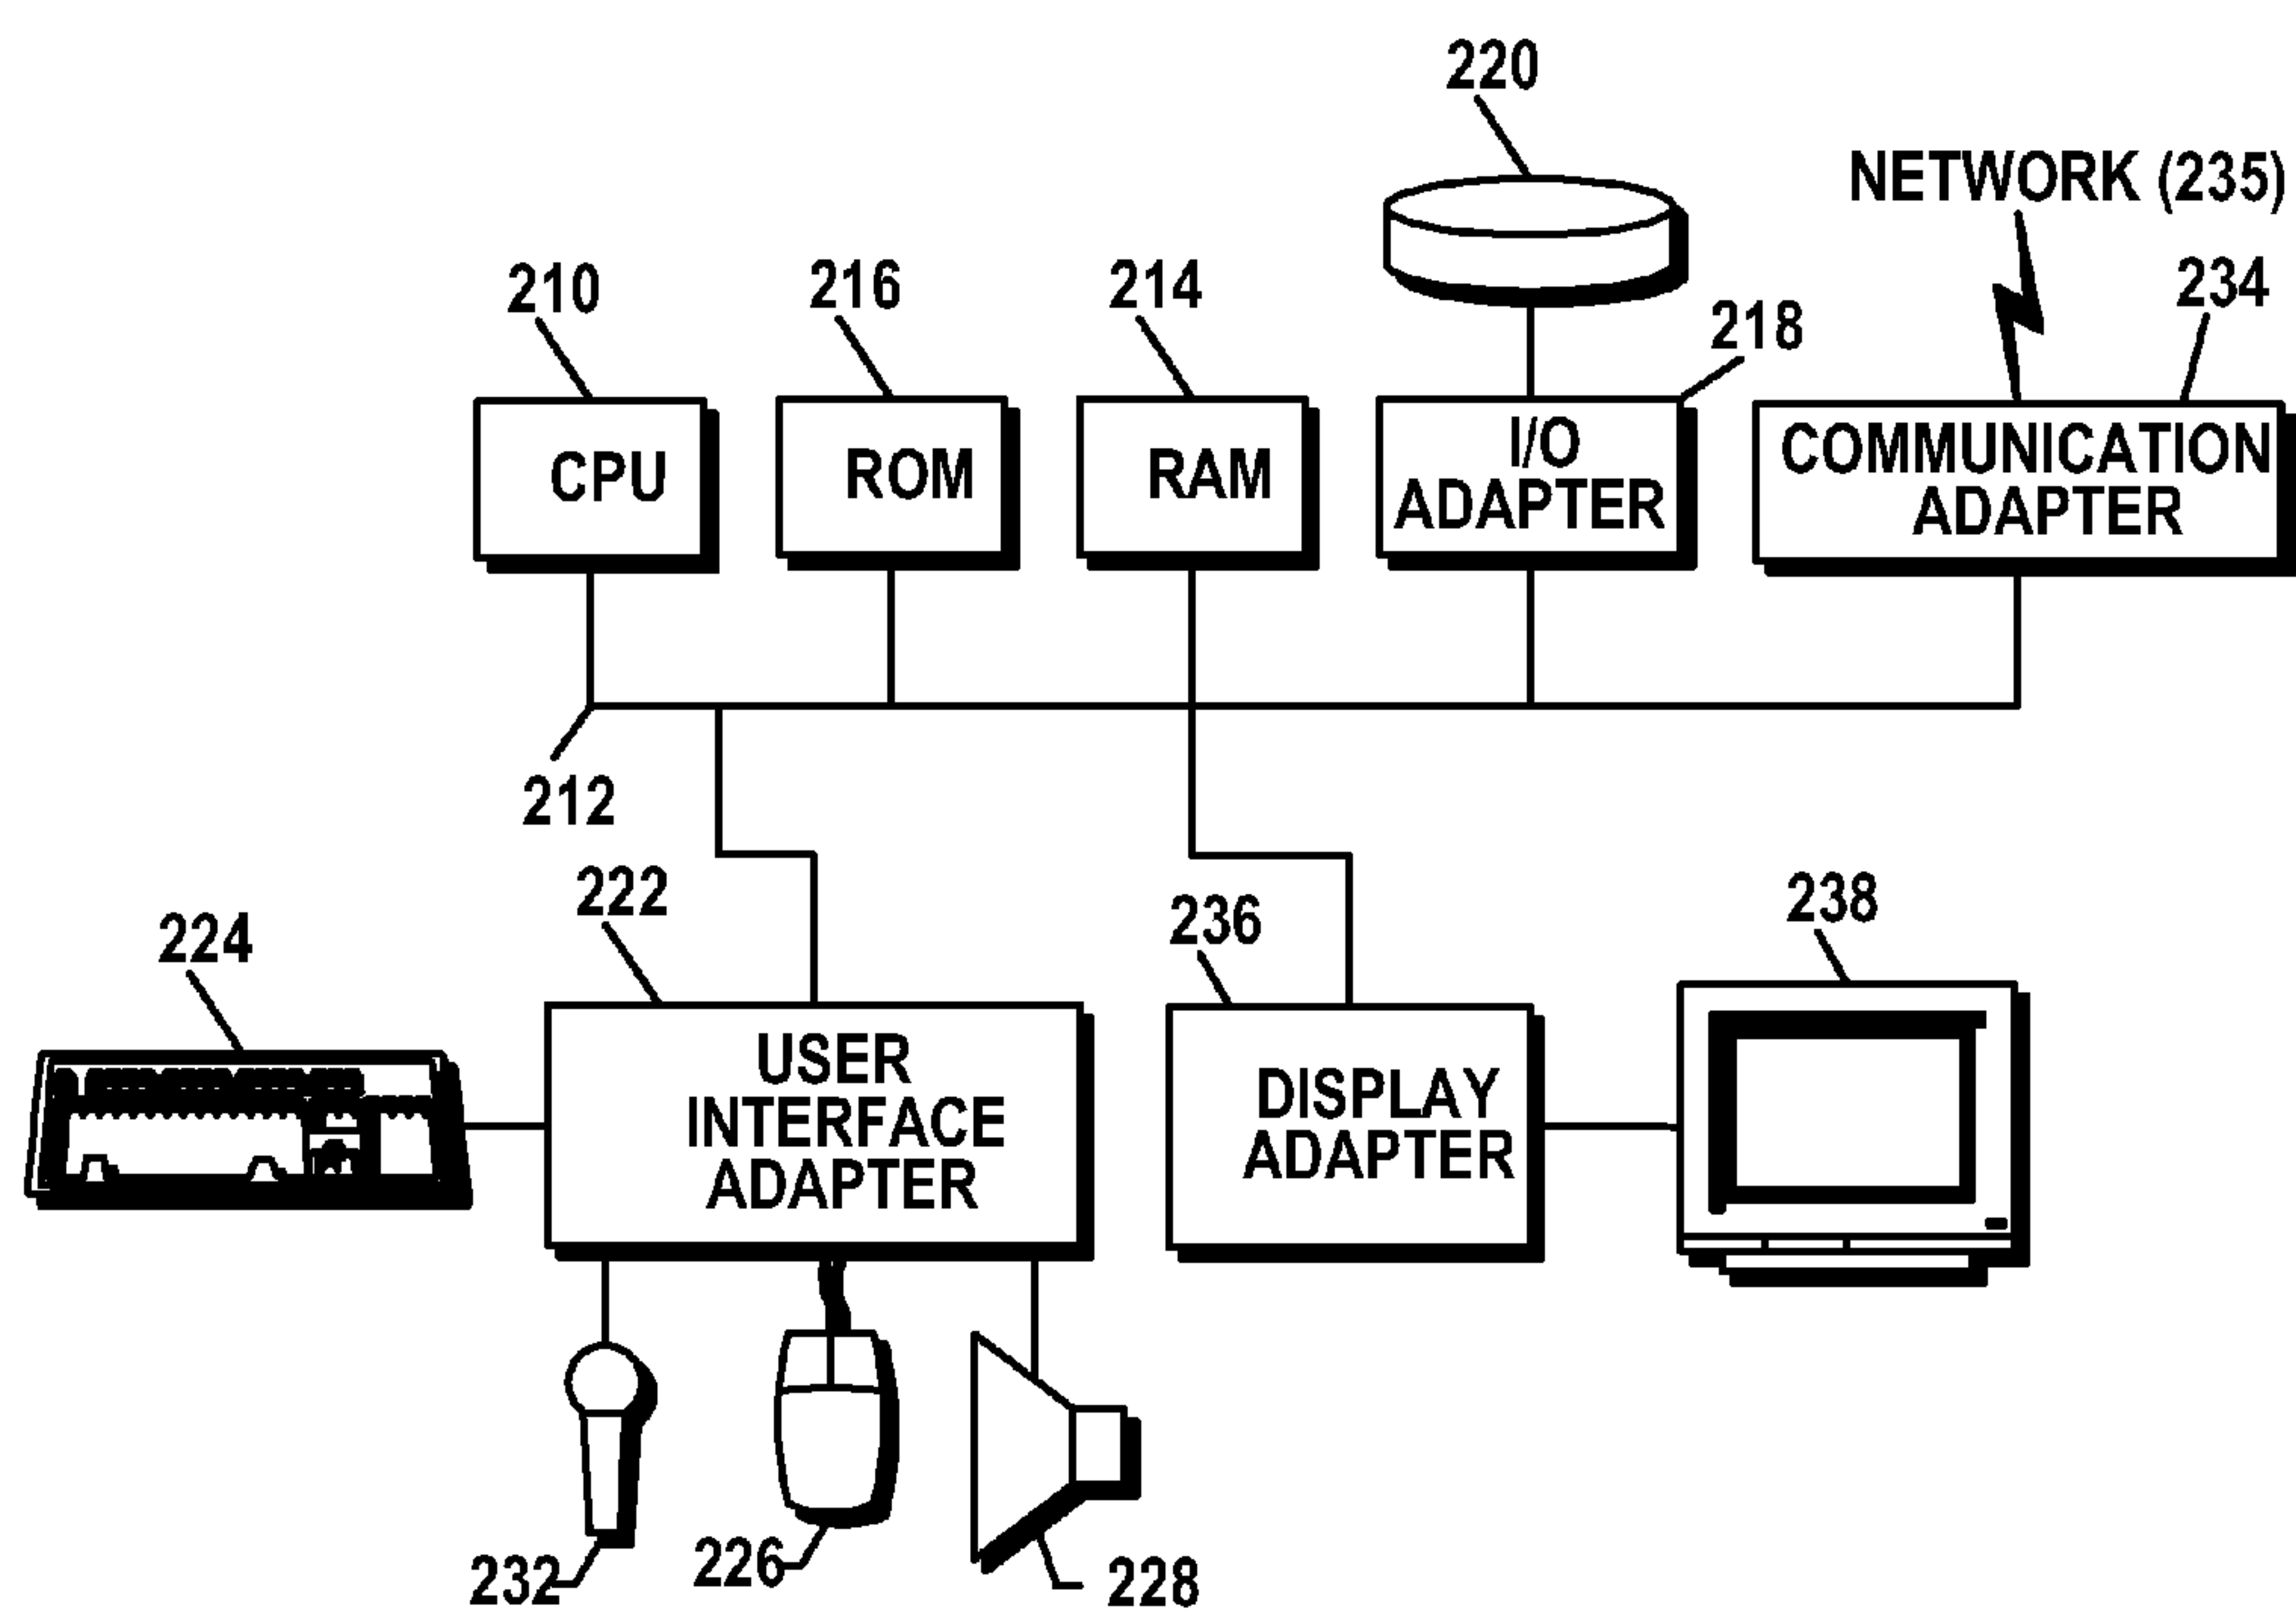 220
NETWORK (235)
210
216
214
218
234
CPU
ROM
RAM
I/O
ADAPTER
COMMUNICATION
ADAPTER
212
222
224
236
238
USER
INTERFACE
ADAPTER
DISPLAY
ADAPTER
232
226
228